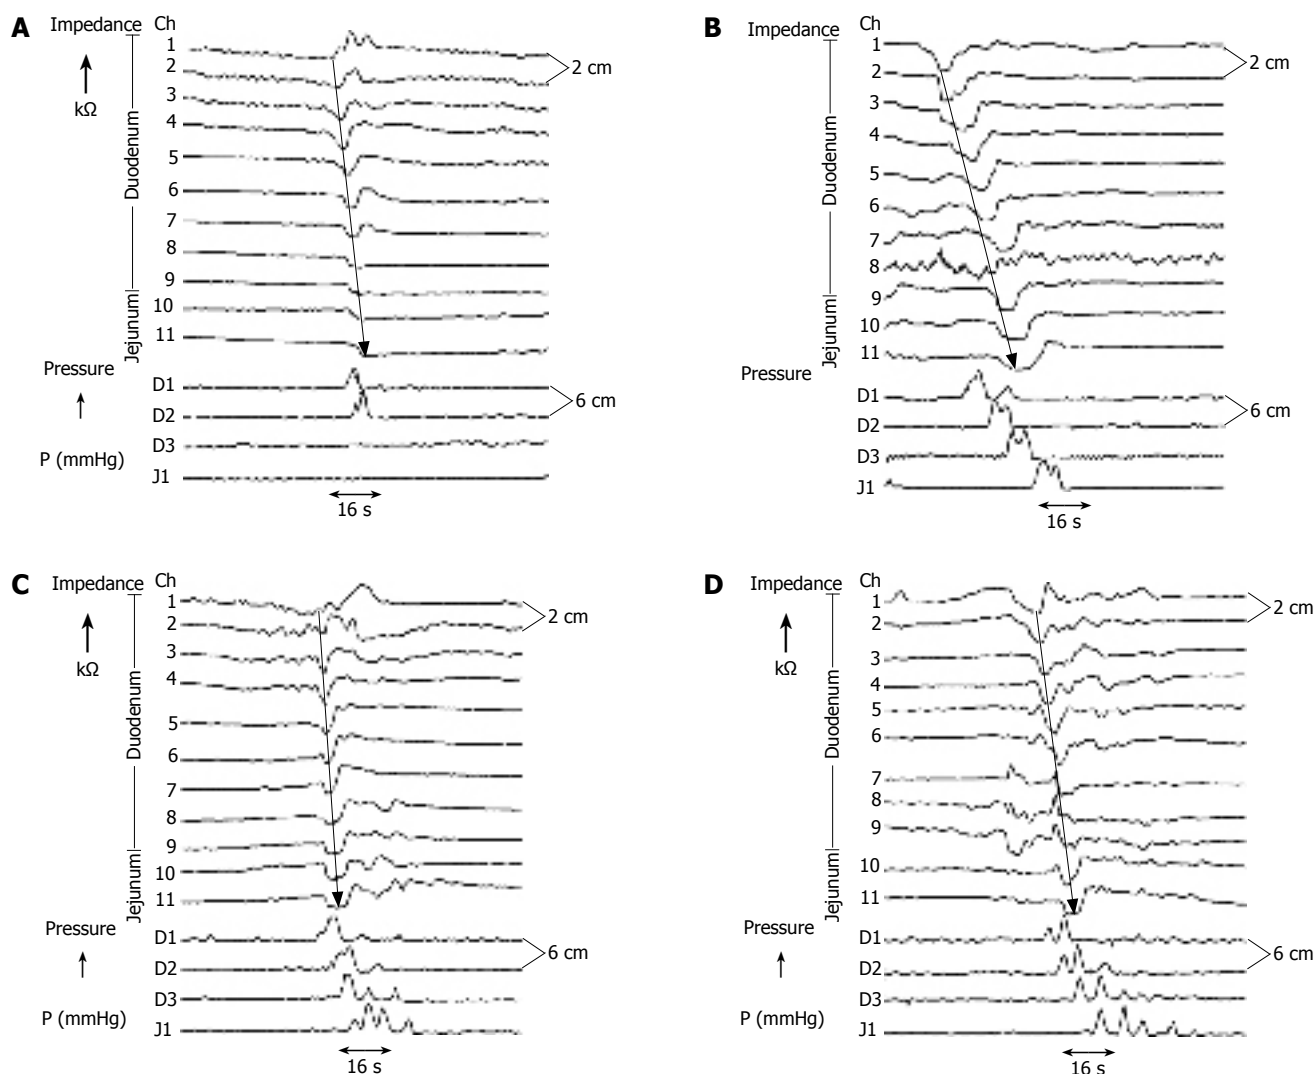 A
Impedance
Ch
kΩ
1
2
3
4
5
6
7
8
9
10
11
Duodenum
Jejunum
2 cm
Pressure
P (mmHg)
D1
D2
D3
J1
6 cm
16 s
B
Impedance
Ch
1
2
3
4
5
6
7
8
9
10
11
Duodenum
Jejunum
2 cm
Pressure
D1
D2
D3
J1
6 cm
16 s
C
Impedance
Ch
kΩ
1
2
3
4
5
6
7
8
9
10
11
Duodenum
Jejunum
2 cm
Pressure
P (mmHg)
D1
D2
D3
J1
6 cm
16 s
D
Impedance
Ch
kΩ
1
2
3
4
5
6
7
8
9
10
11
Duodenum
Jejunum
2 cm
Pressure
P (mmHg)
D1
D2
D3
J1
6 cm
16 s